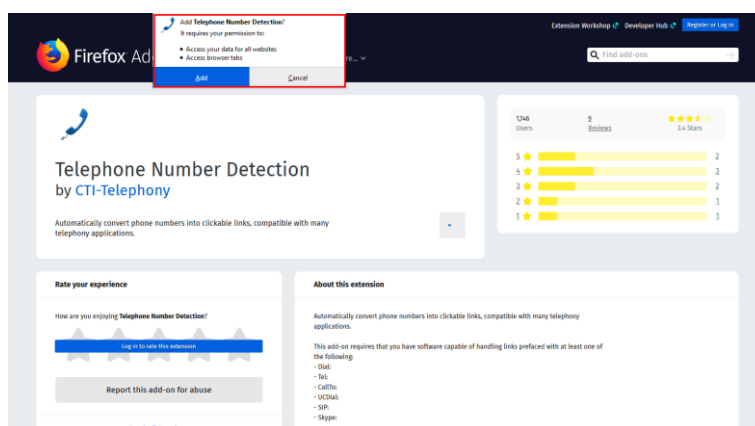 Add Telephone Number Detection?
It requires your permission to:
• Access your data for all websites
• Access browser tabs
Add
Cancel
Extension Workshop
Developer Hub
Register or Log in
Firefox Ad
re...
Find add-ons
Telephone Number Detection
by CTI-Telephony
Automatically convert phone numbers into clickable links, compatible with many
telephony applications.
1,146
Users
9
Reviews
3.4 Stars
5 2
4 3
3 2
2 1
1 1
Rate your experience
How are you enjoying Telephone Number Detection?
Log in to rate this extension
Report this add-on for abuse
About this extension
Automatically convert phone numbers into clickable links, compatible with many telephony
applications.
This add-on requires that you have software capable of handling links prefaced with at least one of
the following:
- Dial:
- Tel:
- CallTo:
- UCDial:
- SIP:
- Skype: